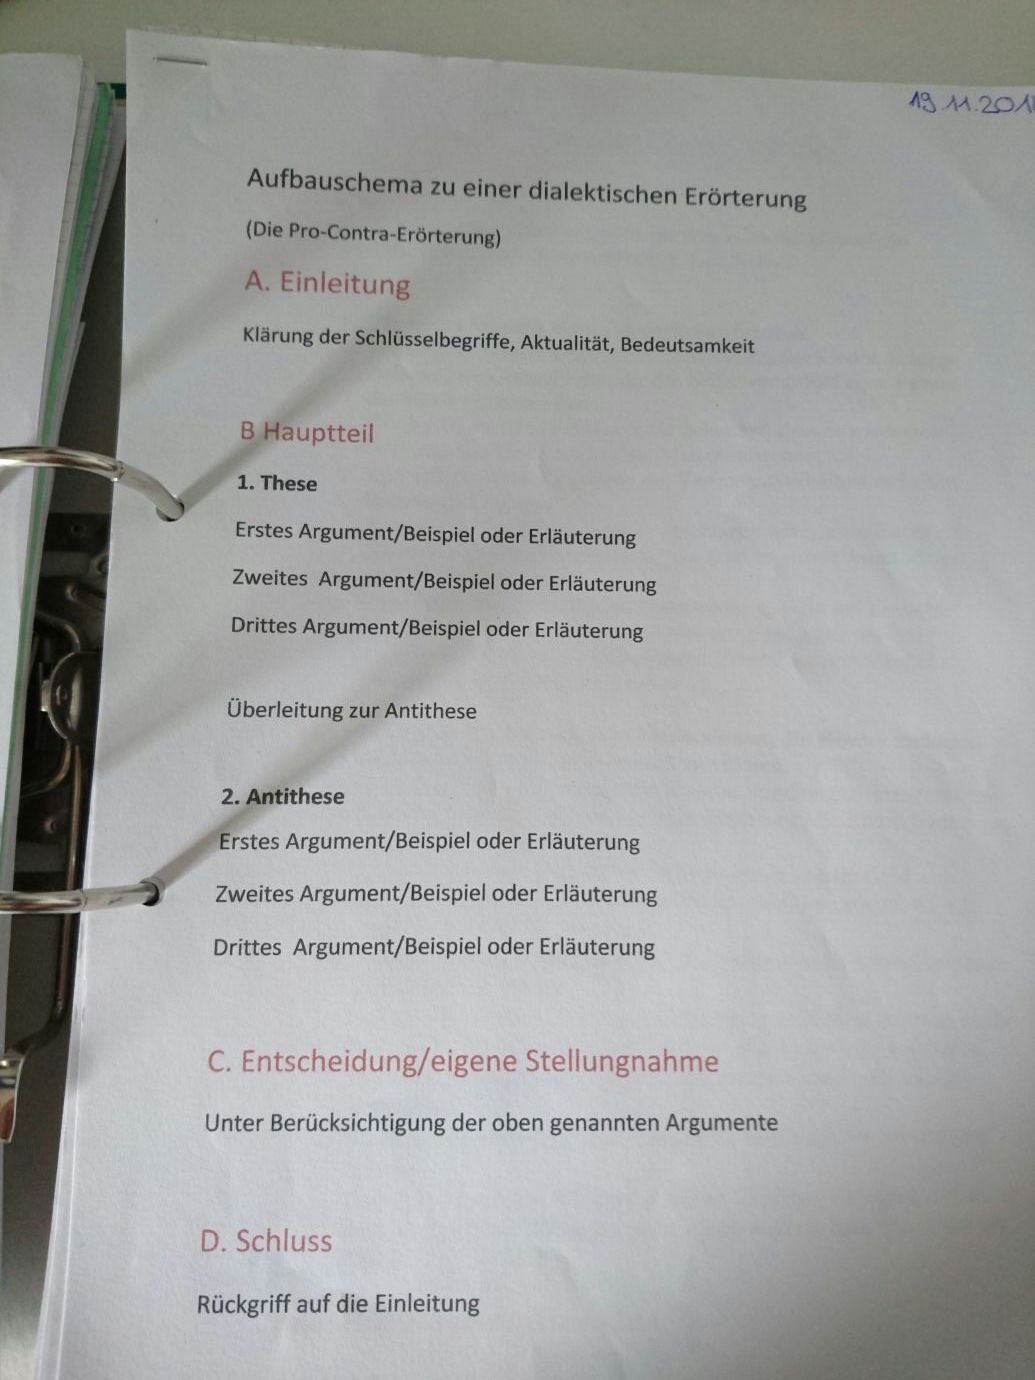 19.11.201
Aufbauschema zu einer dialektischen Erörterung
(Die Pro-Contra-Erörterung)
A. Einleitung
Klärung der Schlüsselbegriffe, Aktualität, Bedeutsamkeit
B Hauptteil
1. These
Erstes Argument/Beispiel oder Erläuterung
Zweites  Argument/Beispiel oder Erläuterung
Drittes Argument/Beispiel oder Erläuterung
Überleitung zur Antithese
2. Antithese
Erstes Argument/Beispiel oder Erläuterung
Zweites Argument/Beispiel oder Erläuterung
Drittes  Argument/Beispiel oder Erläuterung
C. Entscheidung/eigene Stellungnahme
Unter Berücksichtigung der oben genannten Argumente
D. Schluss
Rückgriff auf die Einleitung